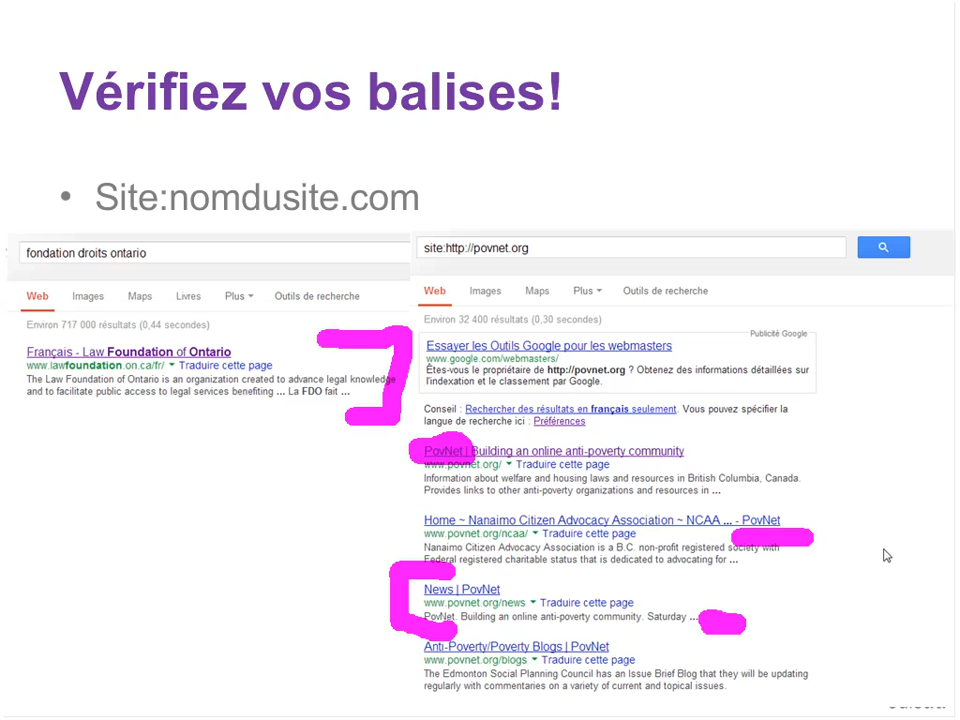 Vérifiez vos balises!
• Site:nomdusite.com
fondation droits ontario
Web Images Maps Livres Plus Outils de recherche
Environ 717 000 résultats (0,44 secondes)
Français - Law Foundation of Ontario
www.lawfoundation.on.ca/fr/ Traduire cette page
The Law Foundation of Ontario is an organization created to advance legal knowledge
and to facilitate public access to legal services benefiting ... La FDO fait ...
site:http://povnet.org
Web Images Maps Plus Outils de recherche
Environ 32 400 résultats (0,30 secondes)
Publicité Google
Essayer les Outils Google pour les webmasters
www.google.com/webmasters/
Êtes-vous le propriétaire de http://povnet.org ? Obtenez des informations détaillées sur
l'indexation et le classement par Google.
Conseil : Rechercher des résultats en français seulement. Vous pouvez spécifier la
langue de recherche ici : Préférences
PovNet | Building an online anti-poverty community
www.povnet.org/ Traduire cette page
Information about welfare and housing laws and resources in British Columbia, Canada.
Provides links to other anti-poverty organizations and resources in ...
Home ~ Nanaimo Citizen Advocacy Association ~ NCAA ... - PovNet
www.povnet.org/ncaa/ Traduire cette page
Nanaimo Citizen Advocacy Association is a B.C. non-profit registered society with
Federal registered charitable status that is dedicated to advocating for ...
News | PovNet
www.povnet.org/news Traduire cette page
PovNet. Building an online anti-poverty community. Saturday ...
Anti-Poverty/Poverty Blogs | PovNet
www.povnet.org/blogs Traduire cette page
The Edmonton Social Planning Council has an Issue Brief Blog that they will be updating
regularly with commentaries on a variety of current and topical issues.